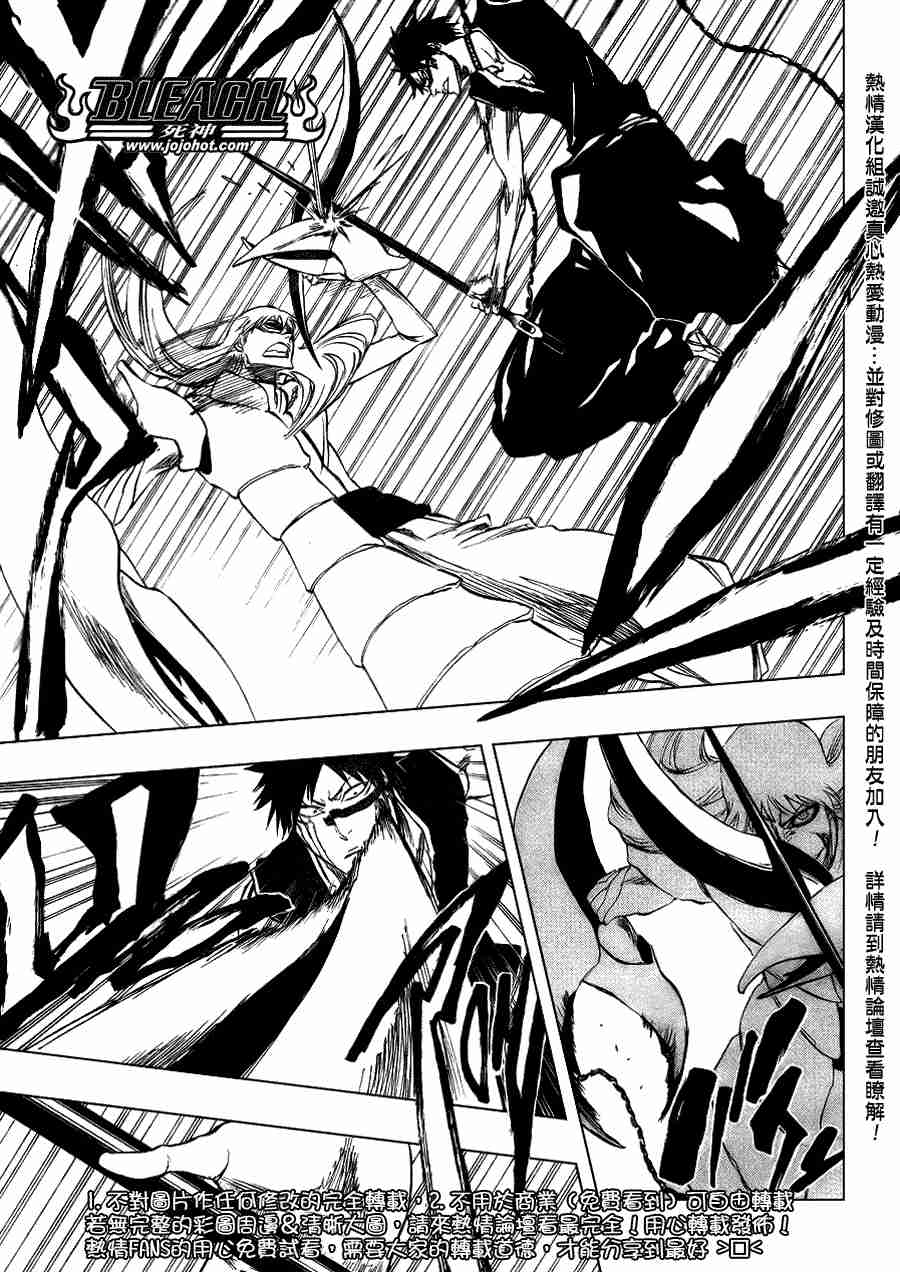 BLEACH
死神
www.jojohot.com
熱情漢化組誠邀真心熱愛動漫…並對修圖或翻譯有一定經驗及時間保障的朋友加入！ 詳情請到熱情論壇查看瞭解！
1. 不對圖片作任何修改的完全轉載，2. 不用於商業（免費看到）可自由轉載
若無完整的彩圖周漫&清晰大圖，請來熱情論壇看最完全！用心轉載發佈！
熱情FANS的用心免費試看，需要大家的轉載道德，才能分享到最好 >口<